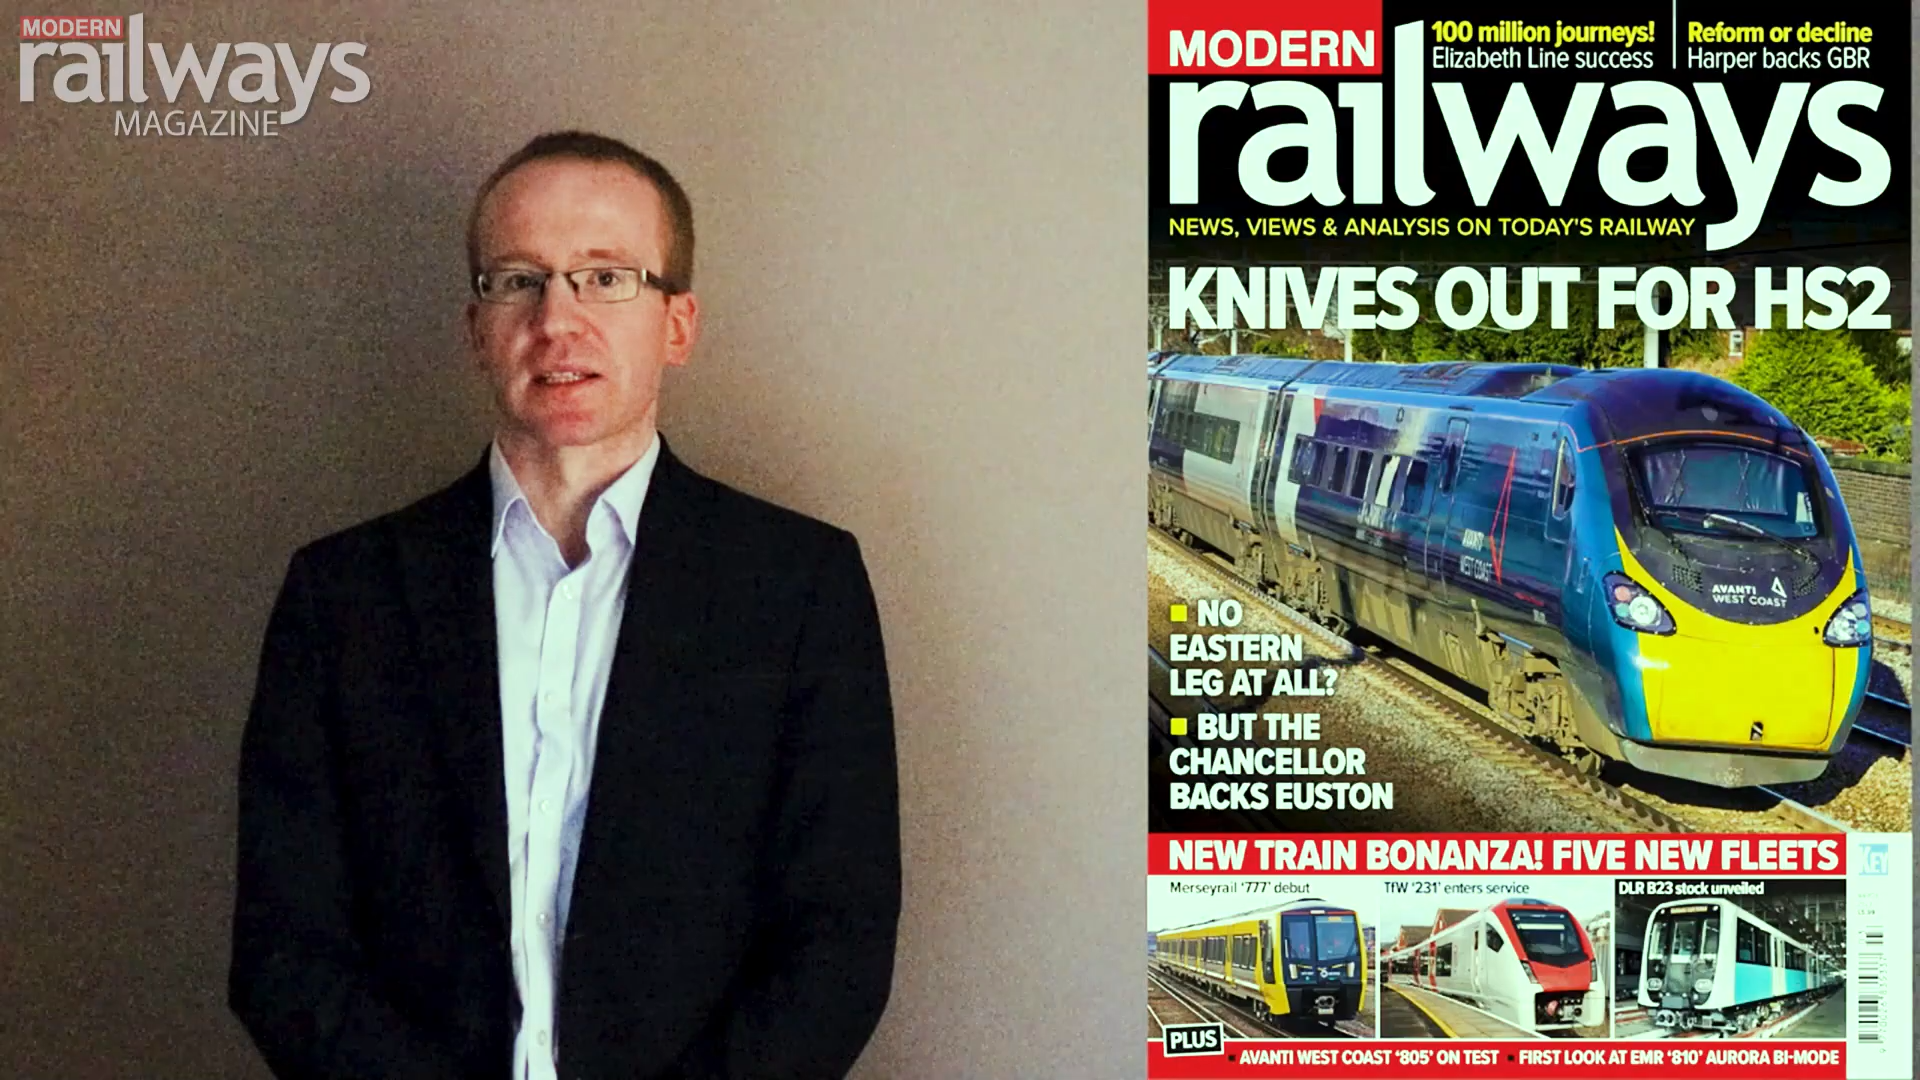 MODERN
railways
MAGAZINE
MODERN
railways
100 million journeys!
Elizabeth Line success
Reform or decline
Harper backs GBR
NEWS, VIEWS & ANALYSIS ON TODAY'S RAILWAY
KNIVES OUT FOR HS2
AVANTI
WEST COAST
AVANTI
WEST COAST
NO
EASTERN
LEG AT ALL?
BUT THE
CHANCELLOR
BACKS EUSTON
NEW TRAIN BONANZA! FIVE NEW FLEETS
KEY
Merseyrail '777' debut
TfW '231' enters service
DLR B23 stock unveiled
PLUS
AVANTI WEST COAST '805' ON TEST
FIRST LOOK AT EMR '810' AURORA BI-MODE